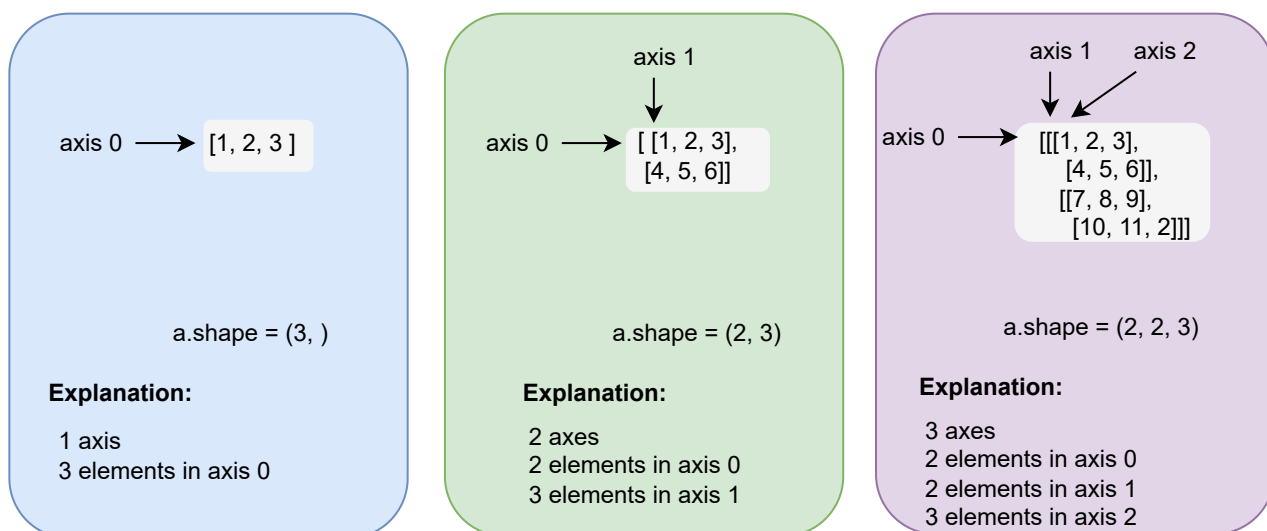 axis 0
[1, 2, 3 ]
a.shape = (3, )
Explanation:
1 axis
3 elements in axis 0
axis 1
axis 0
[ [1, 2, 3],
[4, 5, 6]]
a.shape = (2, 3)
Explanation:
2 axes
2 elements in axis 0
3 elements in axis 1
axis 1
axis 2
axis 0
[[[1, 2, 3],
[4, 5, 6]],
[[7, 8, 9],
[10, 11, 2]]]
a.shape = (2, 2, 3)
Explanation:
3 axes
2 elements in axis 0
2 elements in axis 1
3 elements in axis 2